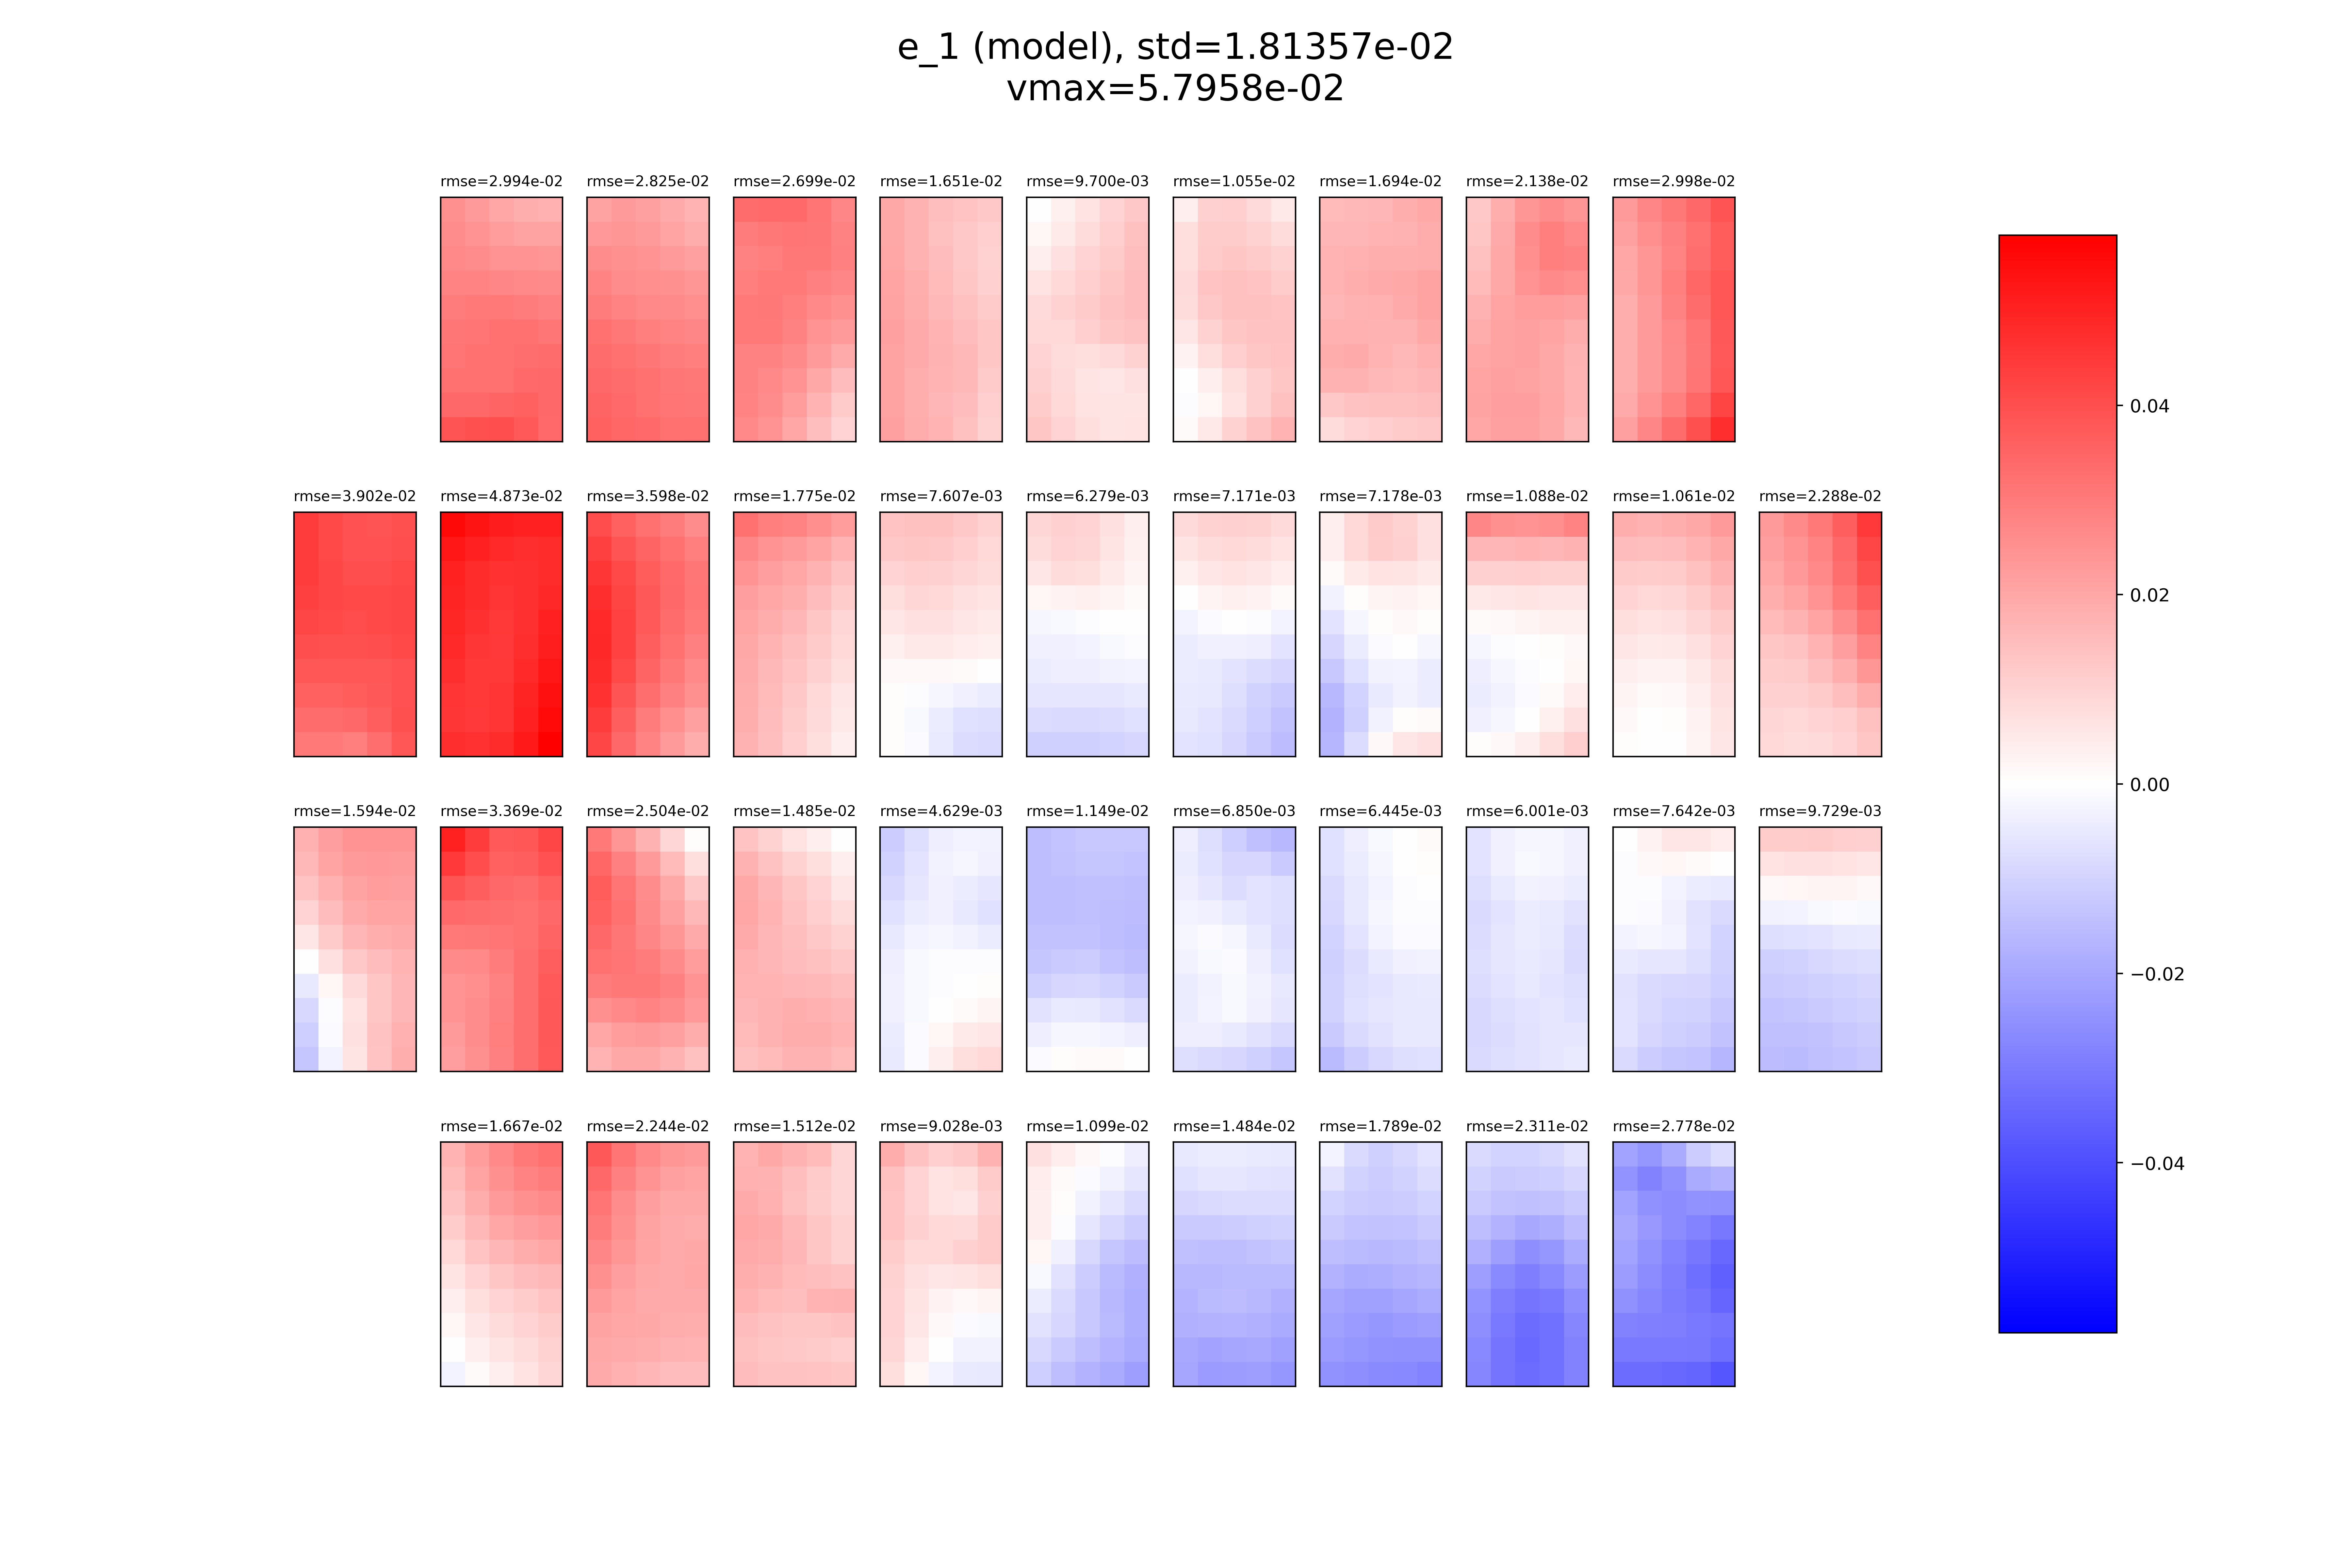 e_1 (model), std=1.81357e-02
vmax=5.7958e-02
rmse=2.994e-02 rmse=2.825e-02 rmse=2.699e-02 rmse=1.651e-02 rmse=9.700e-03 rmse=1.055e-02 rmse=1.694e-02 rmse=2.138e-02 rmse=2.998e-02
rmse=3.902e-02 rmse=4.873e-02 rmse=3.598e-02 rmse=1.775e-02 rmse=7.607e-03 rmse=6.279e-03 rmse=7.171e-03 rmse=7.178e-03 rmse=1.088e-02 rmse=1.061e-02 rmse=2.288e-02
rmse=1.594e-02 rmse=3.369e-02 rmse=2.504e-02 rmse=1.485e-02 rmse=4.629e-03 rmse=1.149e-02 rmse=6.850e-03 rmse=6.445e-03 rmse=6.001e-03 rmse=7.642e-03 rmse=9.729e-03
rmse=1.667e-02 rmse=2.244e-02 rmse=1.512e-02 rmse=9.028e-03 rmse=1.099e-02 rmse=1.484e-02 rmse=1.789e-02 rmse=2.311e-02 rmse=2.778e-02
0.04
0.02
0.00
−0.02
−0.04